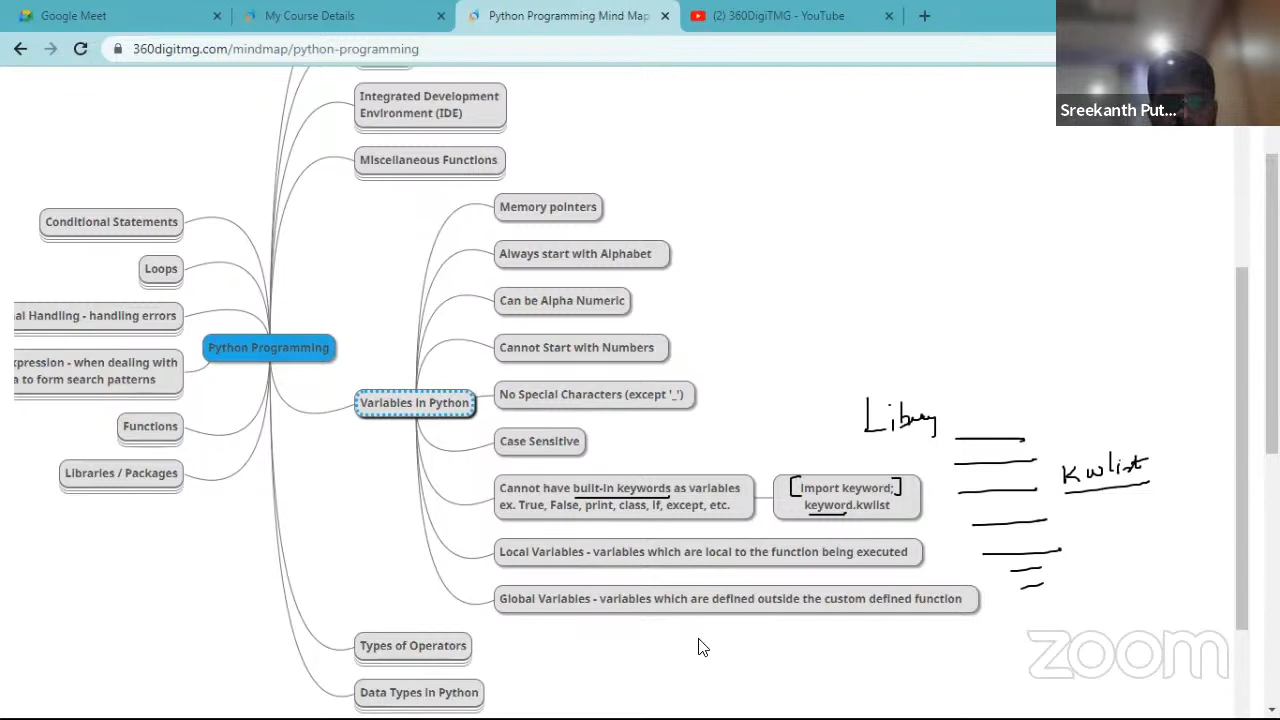 Google Meet
My Course Details
Python Programming Mind Map
(2) 360DigiTMG - YouTube
360digitmg.com/mindmap/python-programming
Sreekanth Put...
Integrated Development
Environment (IDE)
Miscellaneous Functions
Memory pointers
Conditional Statements
Always start with Alphabet
Loops
Can be Alpha Numeric
nal Handling - handling errors
Python Programming
Cannot Start with Numbers
xpression - when dealing with
a to form search patterns
Variables in Python
No Special Characters (except '_')
Functions
Case Sensitive
Libraries / Packages
Cannot have built-in keywords as variables
ex. True, False, print, class, if, except, etc.
import keyword;
keyword.kwlist
Kwlist
Local Variables - variables which are local to the function being executed
Global Variables - variables which are defined outside the custom defined function
Types of Operators
Data Types in Python
zoom